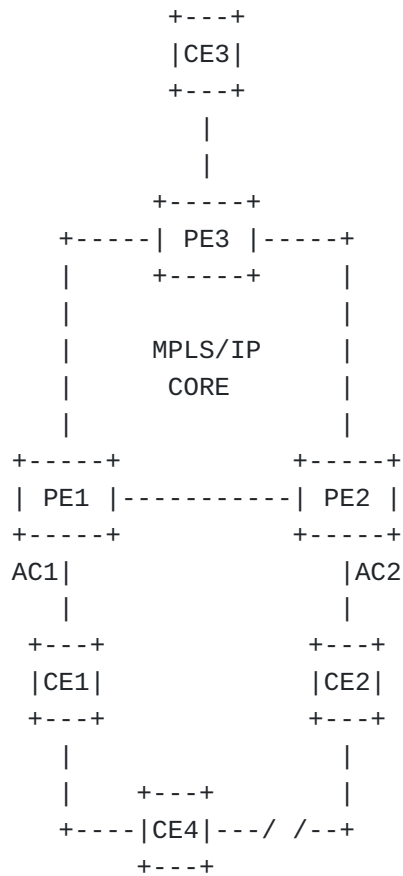 CE3
PE3
MPLS/IP
CORE
PE1 PE2
AC1 AC2
CE1 CE2
CE4